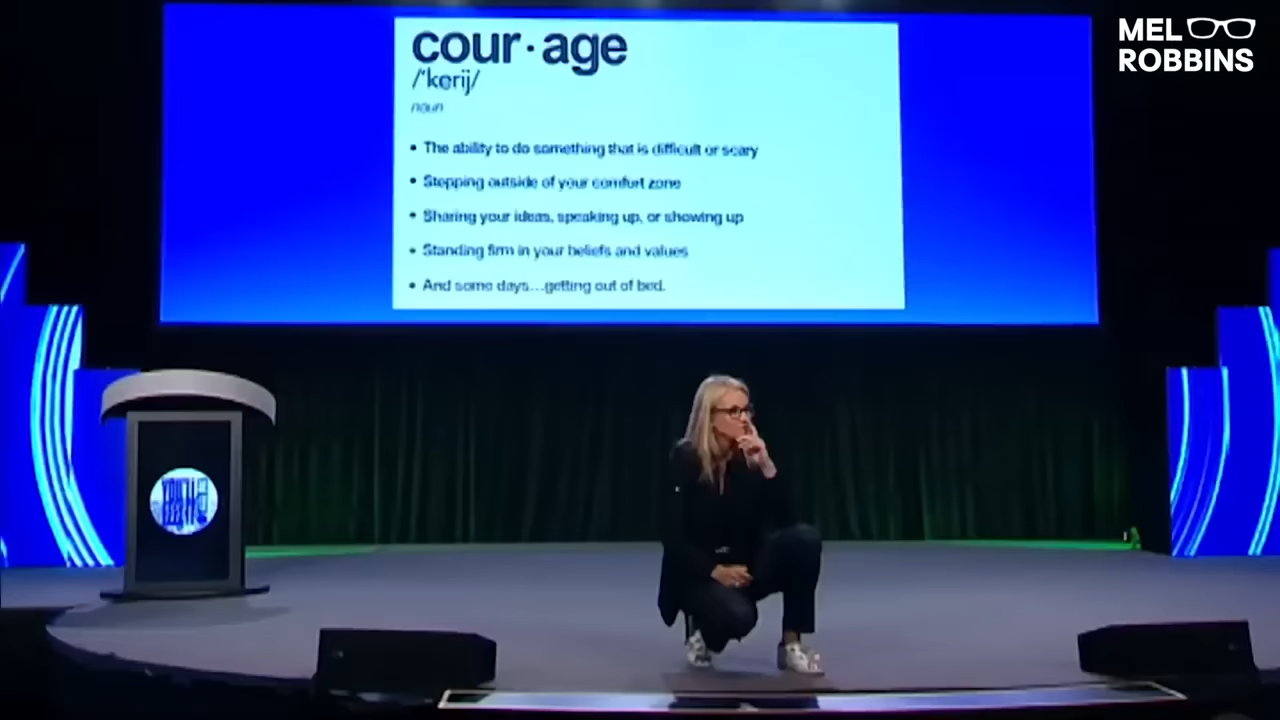 cour·age
/'kerij/
noun
• The ability to do something that is difficult or scary
• Stepping outside of your comfort zone
• Sharing your ideas, speaking up, or showing up
• Standing firm in your beliefs and values
• And some days...getting out of bed.
MEL
ROBBINS